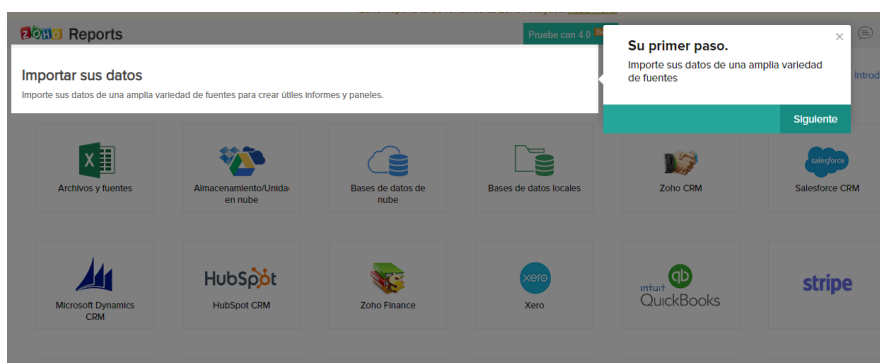 ZOHO Reports
Pruebe con 4.0
Su primer paso.
Importe sus datos de una amplia variedad
de fuentes
Siguiente
Importar sus datos
Importe sus datos de una amplia variedad de fuentes para crear útiles informes y paneles.
Introd
Archivos y fuentes
Almacenamiento/Unida
en nube
Bases de datos de
nube
Bases de datos locales
Zoho CRM
salesforce
Salesforce CRM
Microsoft Dynamics
CRM
HubSpot
HubSpot CRM
Zoho Finance
xero
Xero
qb
intuit
QuickBooks
stripe